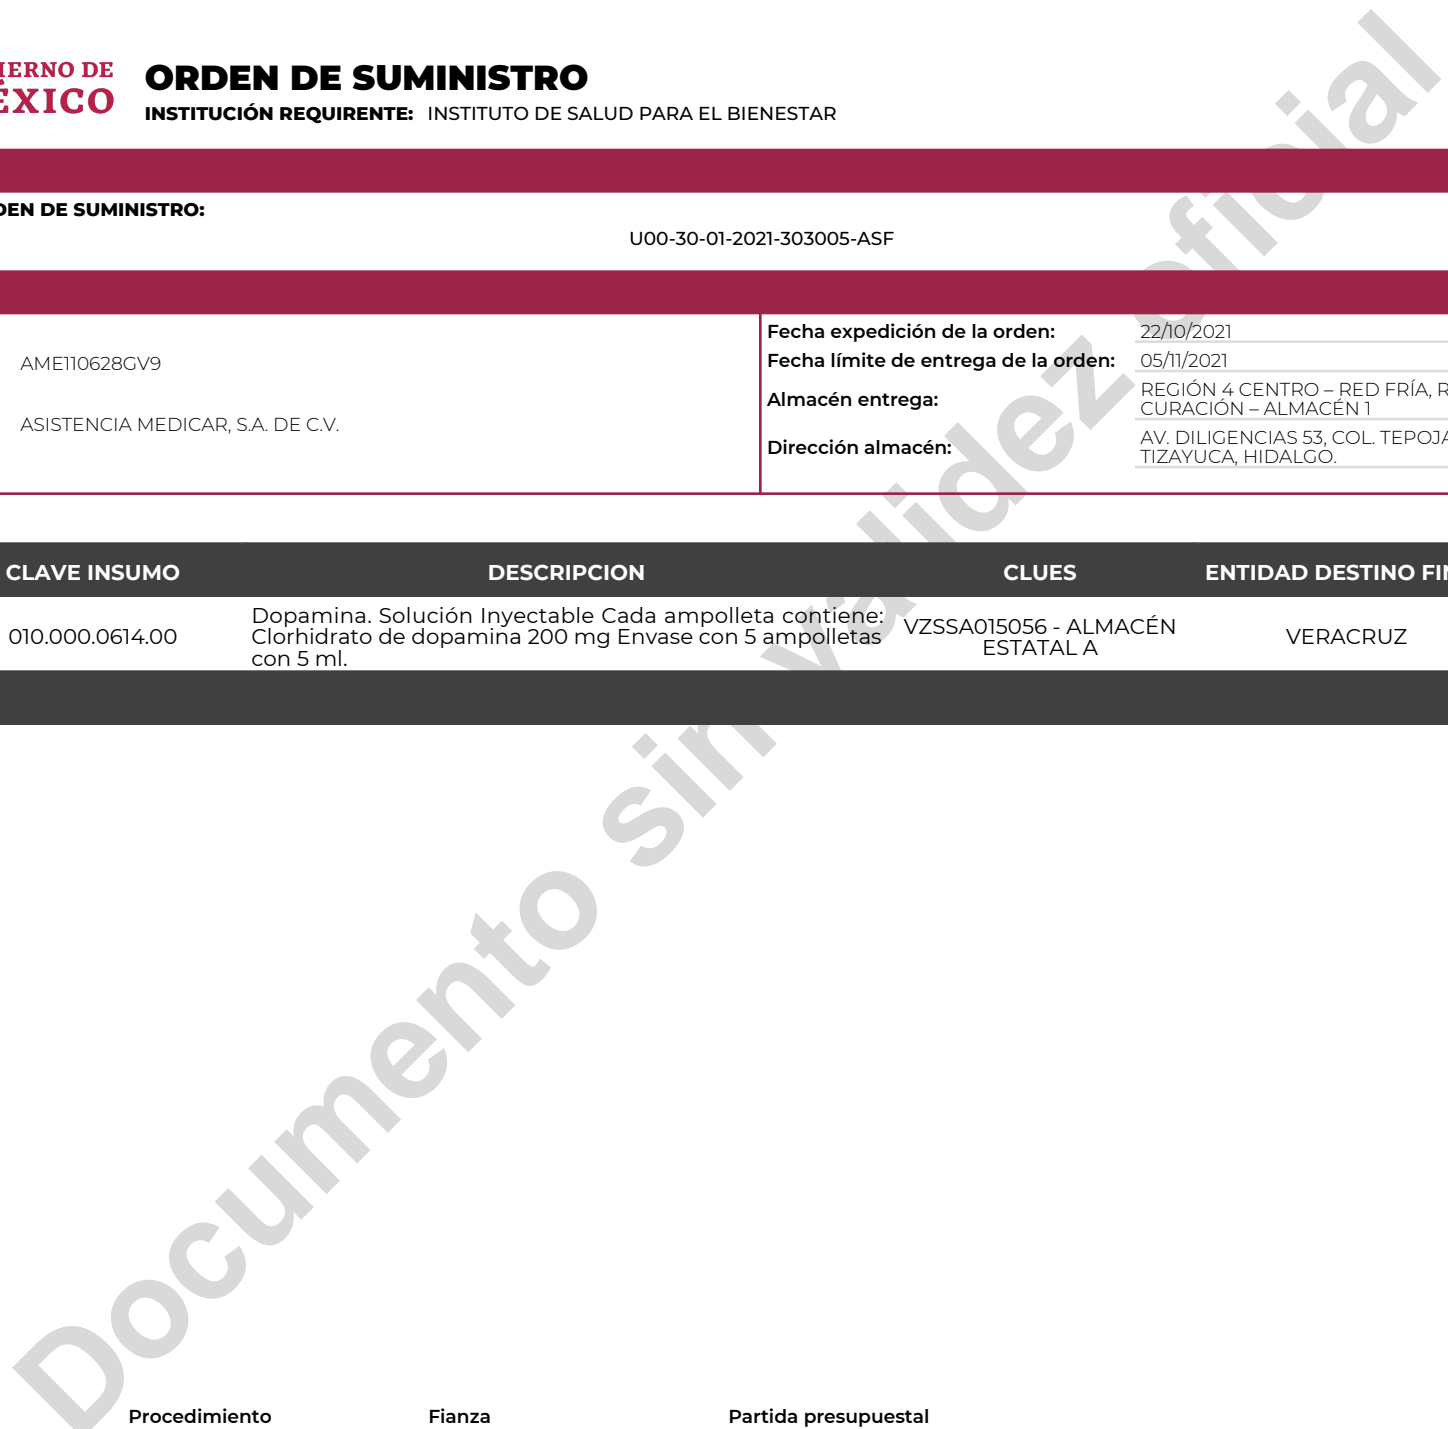 IERNO DE
ÉXICO
ORDEN DE SUMINISTRO
INSTITUCIÓN REQUIRENTE: INSTITUTO DE SALUD PARA EL BIENESTAR
DEN DE SUMINISTRO:
U00-30-01-2021-303005-ASF
AME110628GV9
ASISTENCIA MEDICAR, S.A. DE C.V.
Fecha expedición de la orden: 22/10/2021
Fecha límite de entrega de la orden: 05/11/2021
Almacén entrega: REGIÓN 4 CENTRO – RED FRÍA, R
CURACIÓN – ALMACÉN 1
Dirección almacén: AV. DILIGENCIAS 53, COL. TEPOJA
TIZAYUCA, HIDALGO.
CLAVE INSUMO DESCRIPCION CLUES ENTIDAD DESTINO FIN
010.000.0614.00
Dopamina. Solución Inyectable Cada ampolleta contiene:
Clorhidrato de dopamina 200 mg Envase con 5 ampolletas
con 5 ml.
VZSSA015056 - ALMACÉN
ESTATAL A
VERACRUZ
Documento sin validez oficial
Procedimiento Fianza Partida presupuestal